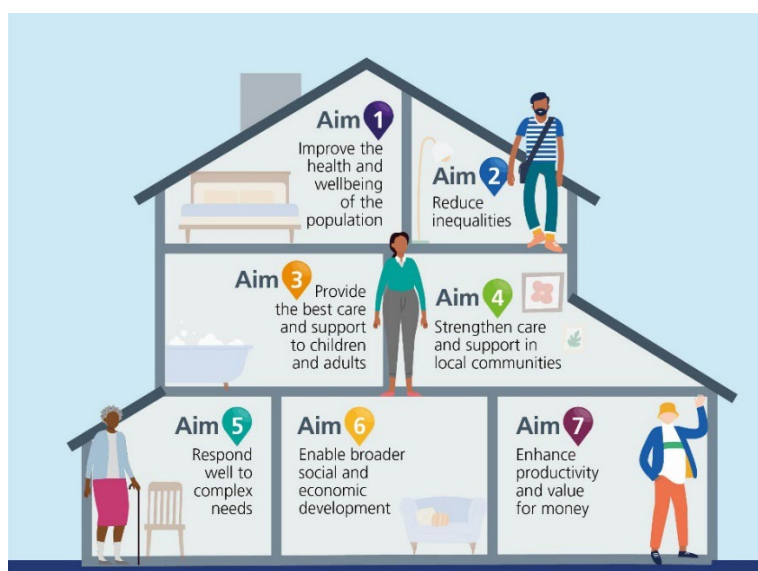 Aim 1
Improve the
health and
wellbeing
of the
population
Aim 2
Reduce
inequalities
Aim 3
Provide
the best care
and support
to children
and adults
Aim 4
Strengthen care
and support in
local communities
Aim 5
Respond
well to
complex
needs
Aim 6
Enable broader
social and
economic
development
Aim 7
Enhance
productivity
and value
for money